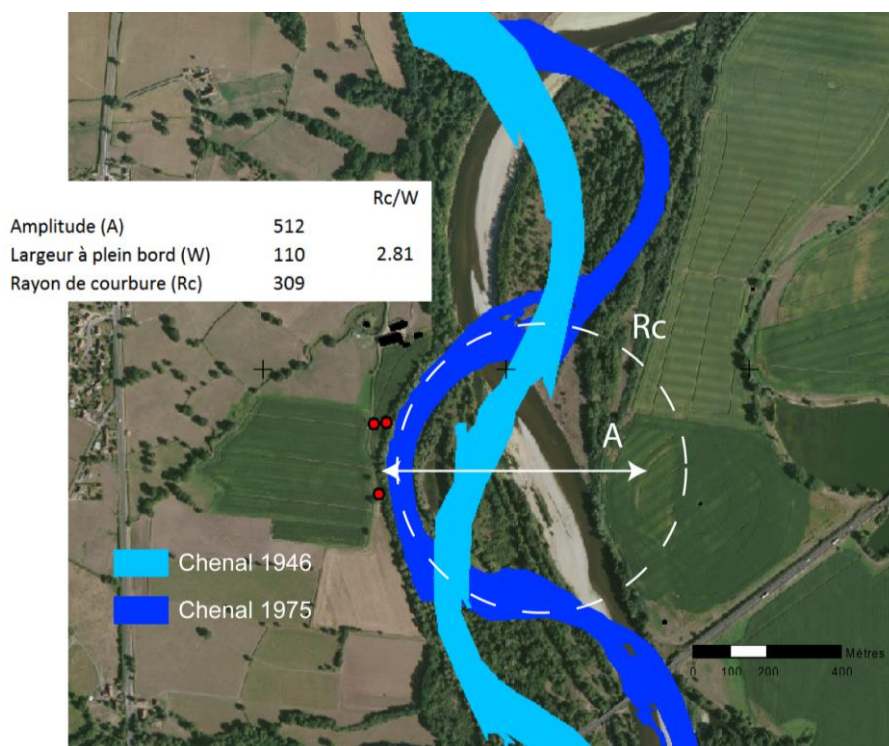 Rc/W
Amplitude (A) 512
Largeur à plein bord (W) 110 2.81
Rayon de courbure (Rc) 309
Rc
A
Chenal 1946
Chenal 1975
Mètres
0 100 200 400